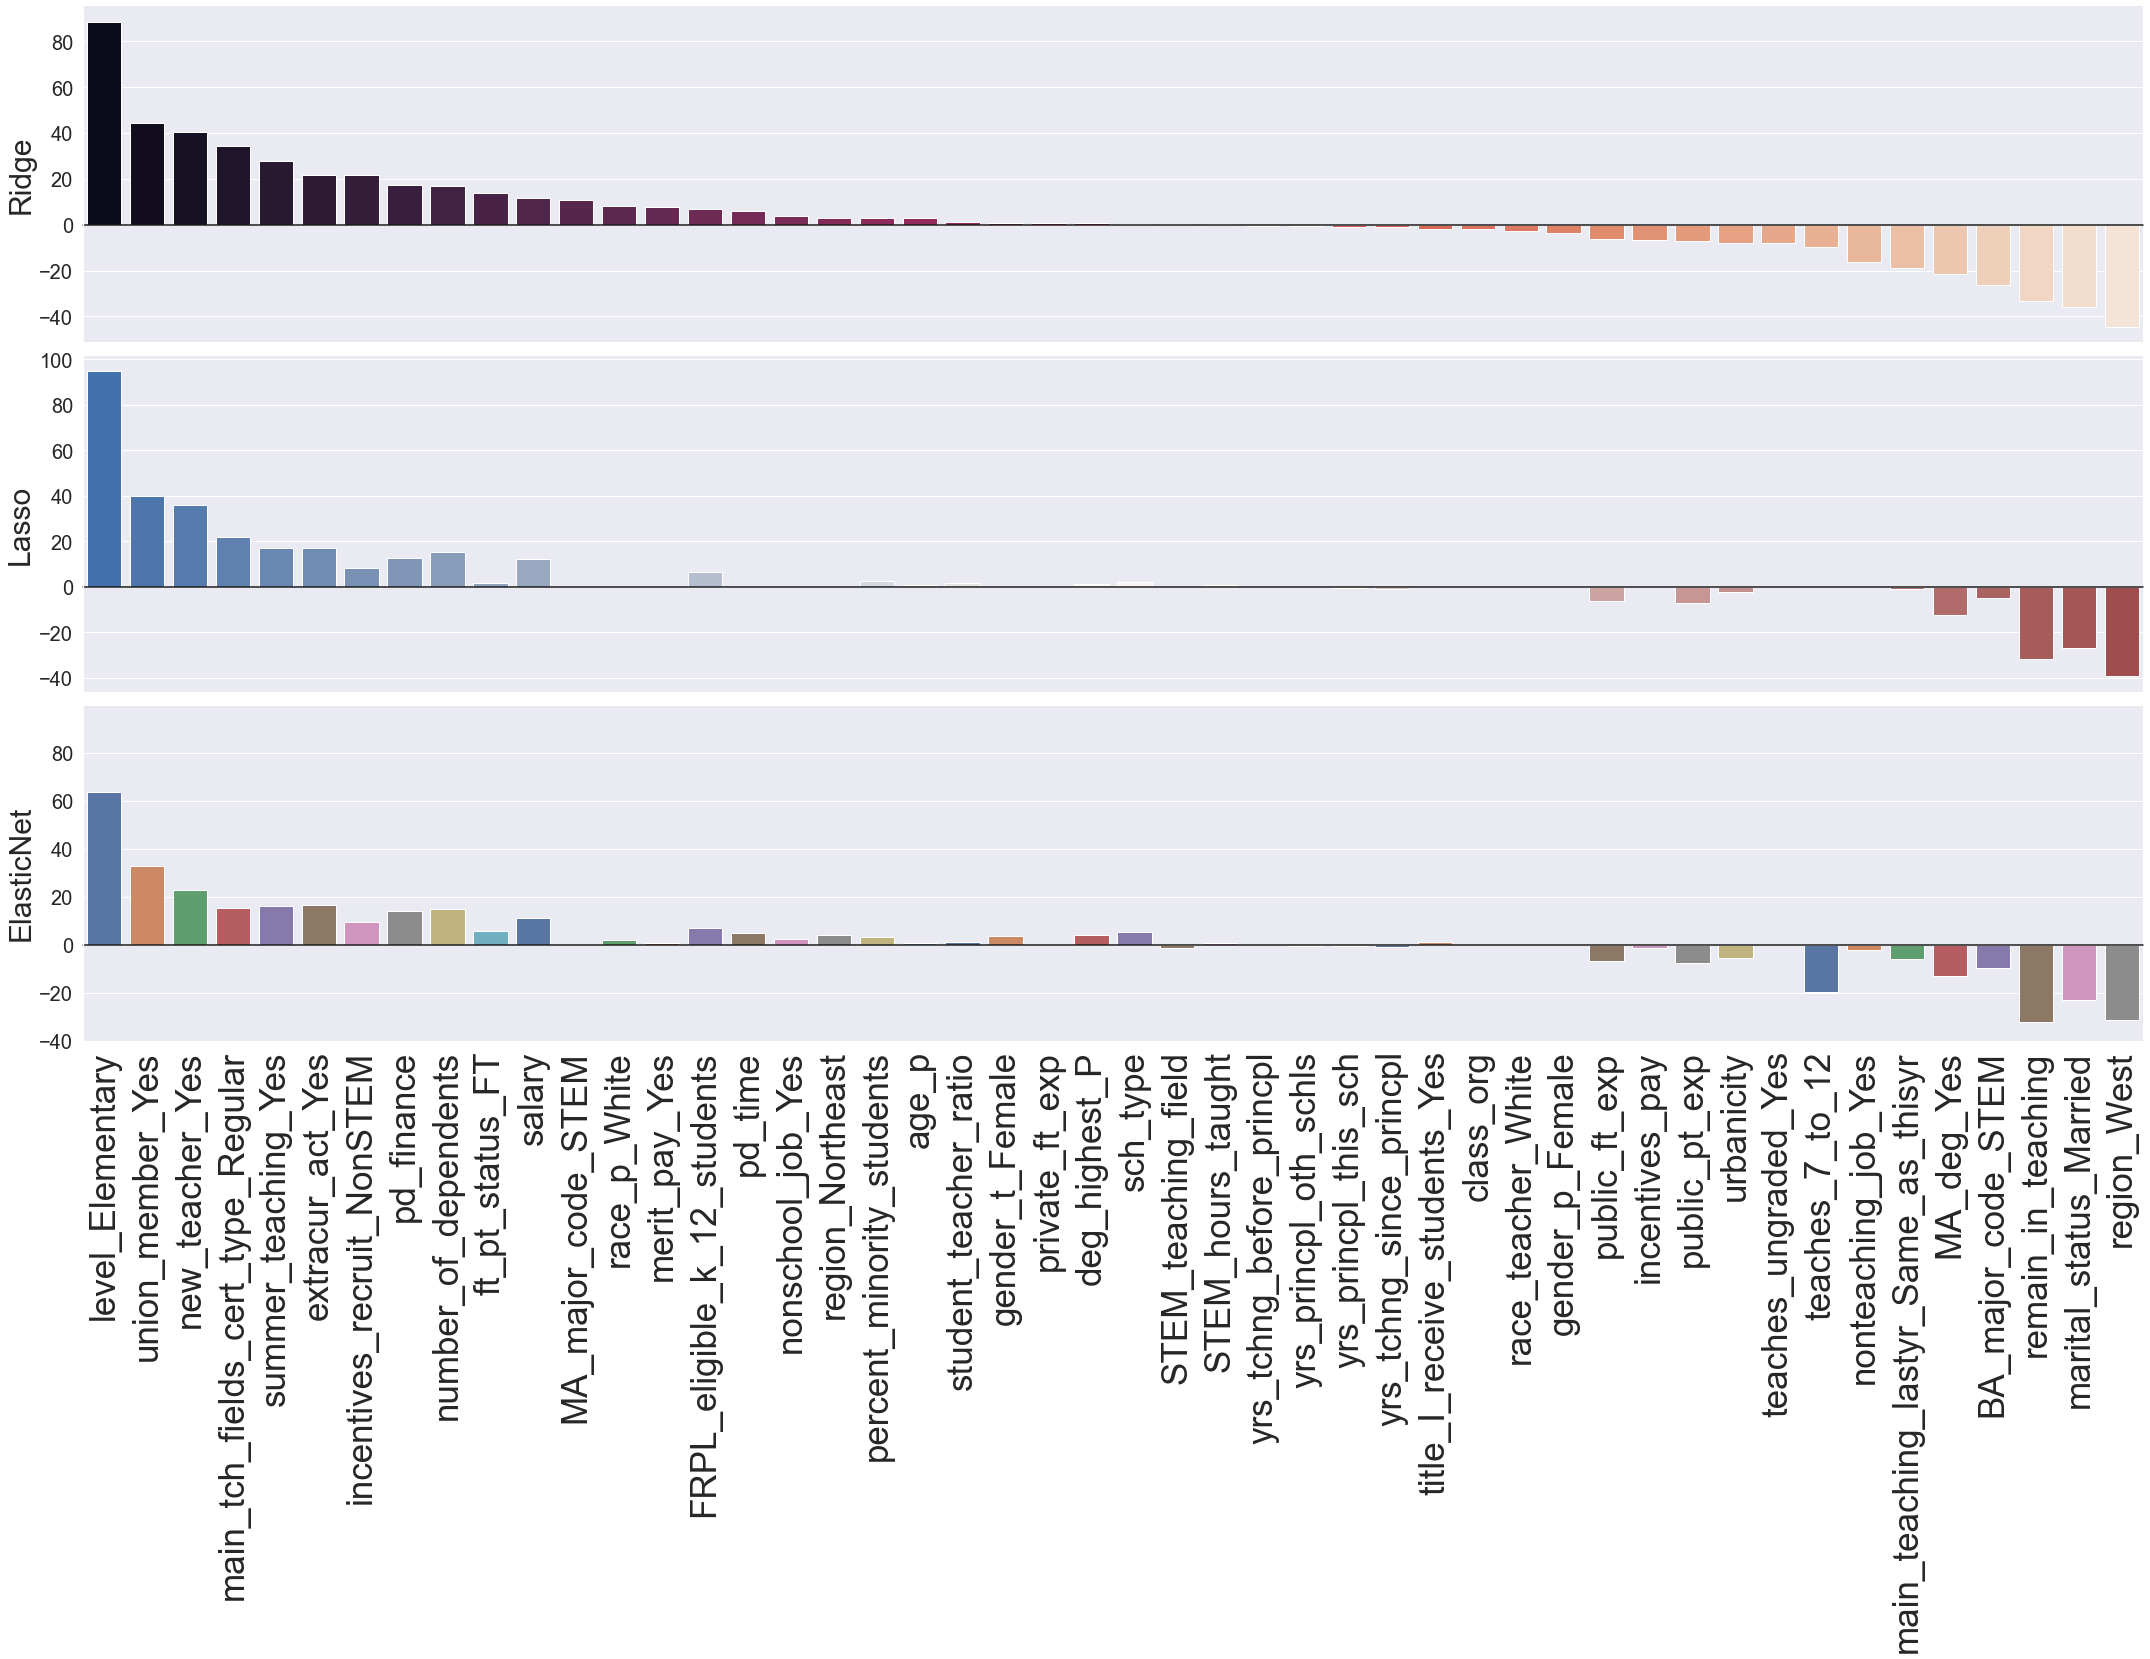 80
60
40
20
0
−20
−40
Ridge
100
80
60
40
20
0
−20
−40
Lasso
80
60
40
20
0
−20
−40
ElasticNet
level_Elementary
union_member_Yes
new_teacher_Yes
main_tch_fields_cert_type_Regular
summer_teaching_Yes
extracur_act_Yes
incentives_recruit_NonSTEM
pd_finance
number_of_dependents
ft_pt_status_FT
salary
MA_major_code_STEM
race_p_White
merit_pay_Yes
FRPL_eligible_k_12_students
pd_time
nonschool_job_Yes
region_Northeast
percent_minority_students
age_p
student_teacher_ratio
gender_t_Female
private_ft_exp
deg_highest_P
sch_type
STEM_teaching_field
STEM_hours_taught
yrs_tchng_before_princpl
yrs_princpl_oth_schls
yrs_princpl_this_sch
yrs_tchng_since_princpl
title_I_receive_students_Yes
class_org
race_teacher_White
gender_p_Female
public_ft_exp
incentives_pay
public_pt_exp
urbanicity
teaches_ungraded_Yes
teaches_7_to_12
nonteaching_job_Yes
main_teaching_lastyr_Same_as_thisyr
MA_deg_Yes
BA_major_code_STEM
remain_in_teaching
marital_status_Married
region_West